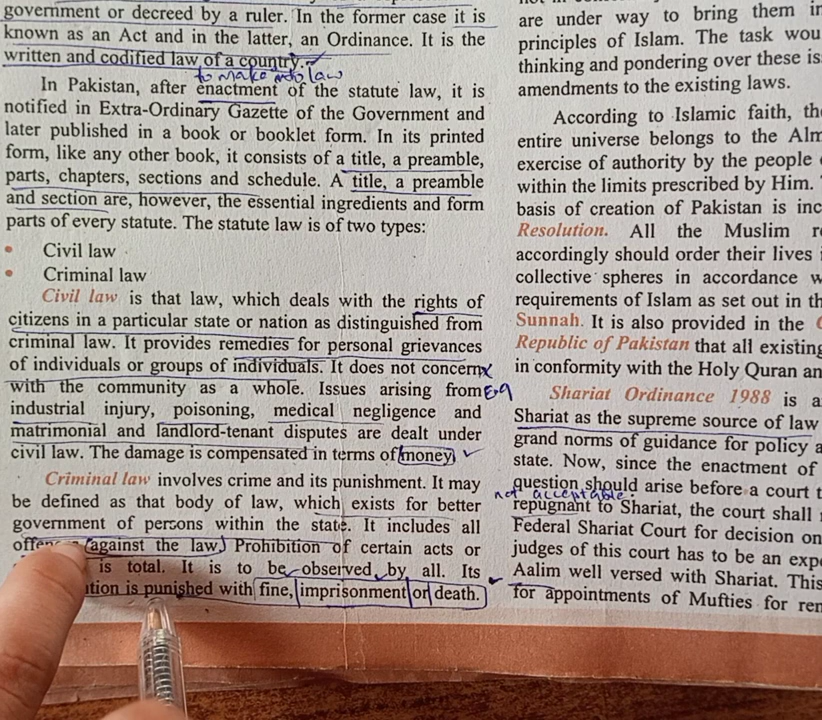 government or decreed by a ruler. In the former case it is
known as an Act and in the latter, an Ordinance. It is the
written and codified law of a country.
to make into law
In Pakistan, after enactment of the statute law, it is
notified in Extra-Ordinary Gazette of the Government and
later published in a book or booklet form. In its printed
form, like any other book, it consists of a title, a preamble,
parts, chapters, sections and schedule. A title, a preamble
and section are, however, the essential ingredients and form
parts of every statute. The statute law is of two types:
• Civil law
• Criminal law
Civil law is that law, which deals with the rights of
citizens in a particular state or nation as distinguished from
criminal law. It provides remedies for personal grievances
of individuals or groups of individuals. It does not concern
with the community as a whole. Issues arising from
industrial injury, poisoning, medical negligence and
matrimonial and landlord-tenant disputes are dealt under
civil law. The damage is compensated in terms of money
Criminal law involves crime and its punishment. It may
be defined as that body of law, which exists for better
government of persons within the state. It includes all
against the law. Prohibition of certain acts or
is total. It is to be observed by all. Its
is punished with fine, imprisonment or death.
are under way to bring them
principles of Islam. The task
thinking and pondering over these
amendments to the existing laws.
According to Islamic faith,
entire universe belongs to the
exercise of authority by the people
within the limits prescribed by Him.
basis of creation of Pakistan is
Resolution. All the Muslim
accordingly should order their lives
collective spheres in accordance
requirements of Islam as set out in
Sunnah. It is also provided in the
Republic of Pakistan that all existing
in conformity with the Holy Quran
Shariat Ordinance 1988 is
Shariat as the supreme source of law
grand norms of guidance for policy
state. Now, since the enactment of
question should arise before a court
not acceptable.
repugnant to Shariat, the court shall
Federal Shariat Court for decision on
judges of this court has to be an
Aalim well versed with Shariat. This
for appointments of Mufties for